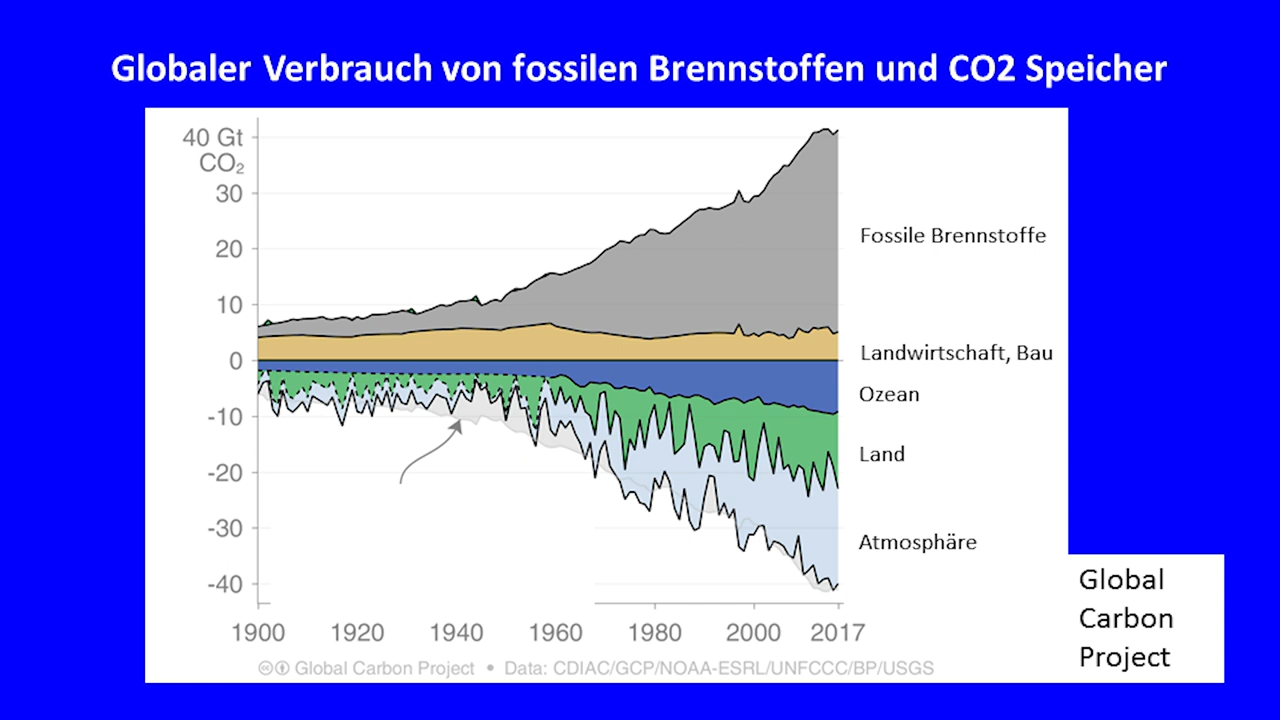 Globaler Verbrauch von fossilen Brennstoffen und CO2 Speicher
40 Gt
CO₂
30
20
10
0
-10
-20
-30
-40
Fossile Brennstoffe
Landwirtschaft, Bau
Ozean
Land
Atmosphäre
1900 1920 1940 1960 1980 2000 2017
Global Carbon Project • Data: CDIAC/GCP/NOAA-ESRL/UNFCCC/BP/USGS
Global
Carbon
Project